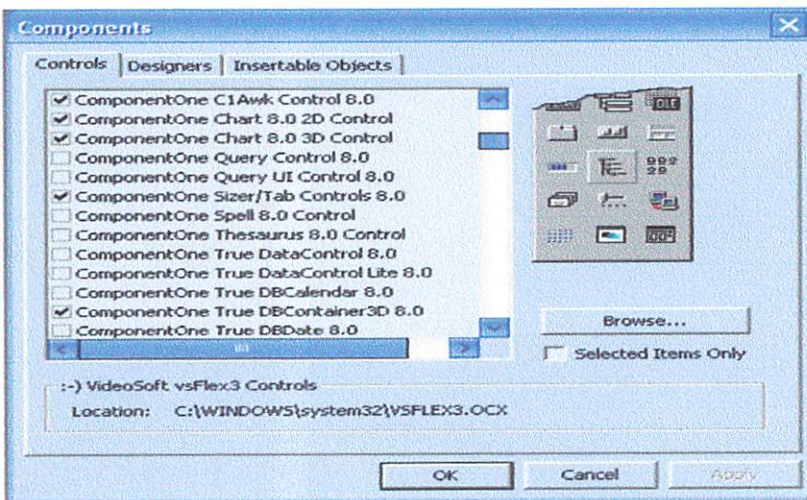 Components
Controls
Designers
Insertable Objects
ComponentOne C1Awk Control 8.0
ComponentOne Chart 8.0 2D Control
ComponentOne Chart 8.0 3D Control
ComponentOne Query Control 8.0
ComponentOne Query UI Control 8.0
ComponentOne Sizer/Tab Controls 8.0
ComponentOne Spell 8.0 Control
ComponentOne Thesaurus 8.0 Control
ComponentOne True DataControl 8.0
ComponentOne True DataControl Lite 8.0
ComponentOne True DBCalendar 8.0
ComponentOne True DBContainer3D 8.0
ComponentOne True DBDate 8.0
OLE
Browse...
Selected Items Only
:-) VideoSoft vsFlex3 Controls
Location: C:\WINDOWS\system32\VSFLEX3.OCX
OK
Cancel
Apply